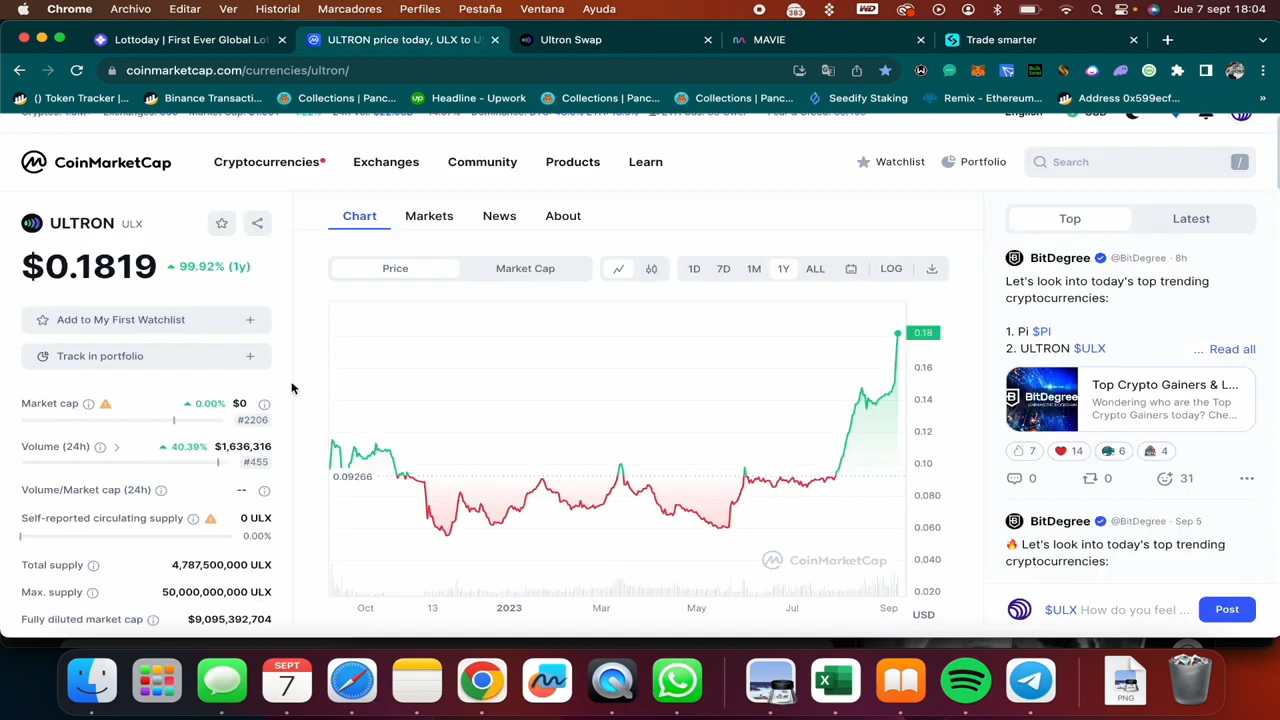 Chrome Archivo Editar Ver Historial Marcadores Perfiles Pestaña Ventana Ayuda 383 WD Jue 7 sept 18:04
Lottoday | First Ever Global Lot ULTRON price today, ULX to U Ultron Swap MAVIE Trade smarter
coinmarketcap.com/currencies/ultron/
() Token Tracker |... Binance Transacti... Collections | Panc... Headline - Upwork Collections | Panc... Collections | Panc... Seedify Staking Remix - Ethereum... Address 0x599ecf...
CoinMarketCap Cryptocurrencies Exchanges Community Products Learn Watchlist Portfolio Search /
ULTRON ULX
$0.1819 99.92% (1y)
Add to My First Watchlist +
Track in portfolio +
Market cap 0.00% $0
#2206
Volume (24h) 40.39% $1,636,316
#455
Volume/Market cap (24h) --
Self-reported circulating supply 0 ULX
0.00%
Total supply 4,787,500,000 ULX
Max. supply 50,000,000,000 ULX
Fully diluted market cap $9,095,392,704
Chart Markets News About
Price Market Cap 1D 7D 1M 1Y ALL LOG
0.18
0.16
0.14
0.12
0.10
0.09266
0.080
0.060
0.040
0.020
CoinMarketCap
Oct 13 2023 Mar May Jul Sep USD
Top Latest
BitDegree @BitDegree · 8h
Let's look into today's top trending
cryptocurrencies:
1. Pi $PI
2. ULTRON $ULX ... Read all
BitDegree
Top Crypto Gainers & L...
Wondering who are the Top
Crypto Gainers today? Che...
7 14 6 4
0 0 31
BitDegree @BitDegree · Sep 5
Let's look into today's top trending
cryptocurrencies:
$ULX How do you feel ... Post
SEPT
7
PNG